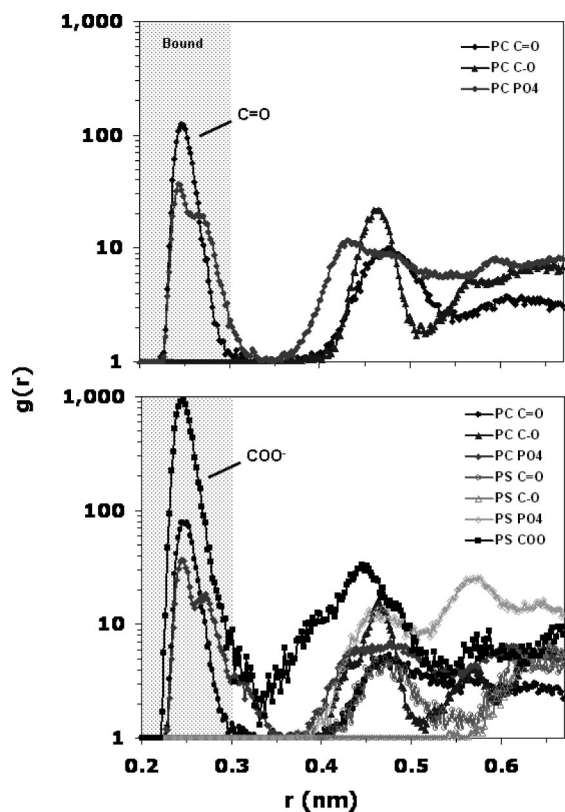 1,000
Bound
PC C=O
PC C-O
PC PO4
C=O
100
10
1
g(r)
1,000
PC C=O
PC C-O
PC PO4
PS C=O
PS C-O
PS PO4
PS COO
COO-
100
10
1
0.2 0.3 0.4 0.5 0.6
r (nm)